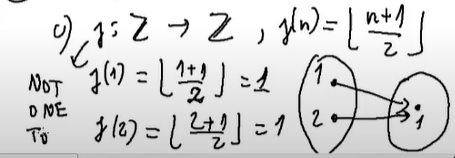 c) f: Z → Z , f(n) = ⌊(n+1)/2⌋
NOT f(1) = ⌊(1+1)/2⌋ = 1
ONE
TO f(2) = ⌊(2+1)/2⌋ = 1
1
2
1